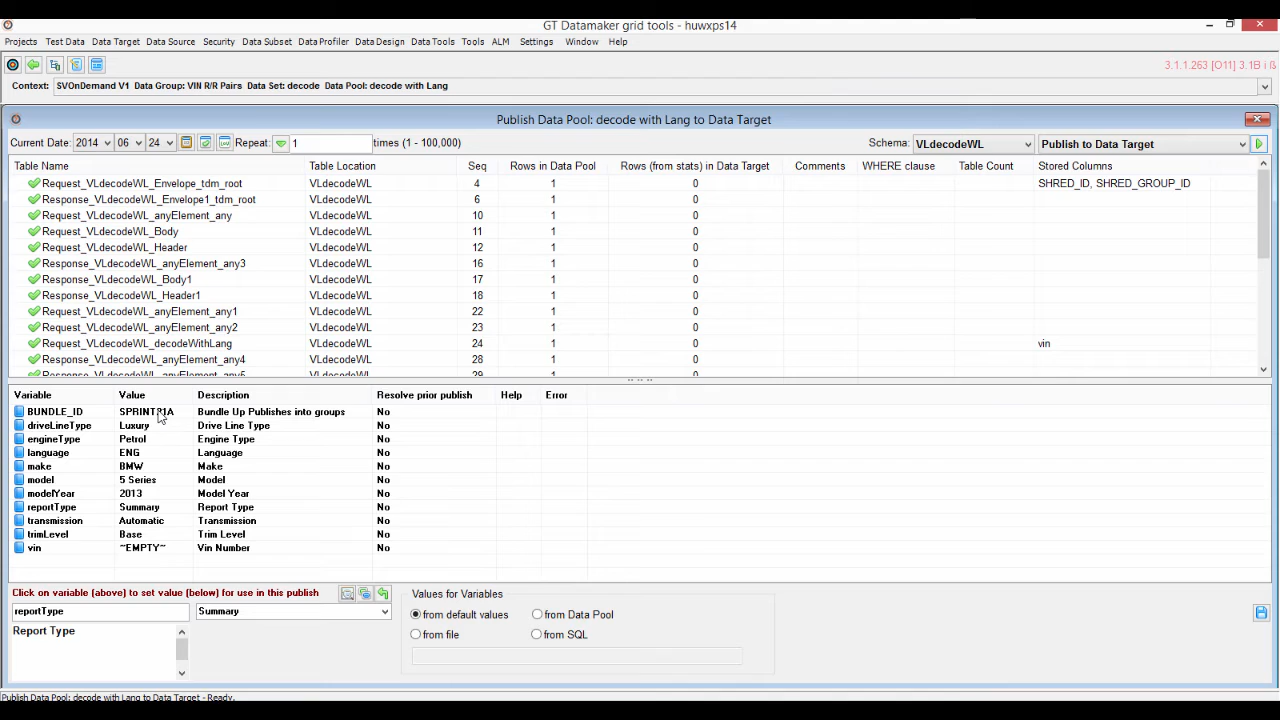 GT Datamaker grid tools - huwxps14
Projects Test Data Data Target Data Source Security Data Subset Data Profiler Data Design Data Tools Tools ALM Settings Window Help
3.1.1.263 [O11] 3.1B i ß
Context: SVOnDemand V1 Data Group: VIN R/R Pairs Data Set: decode Data Pool: decode with Lang
Publish Data Pool: decode with Lang to Data Target
Current Date: 2014 06 24 Repeat: 1 times (1 - 100,000) Schema: VLdecodeWL Publish to Data Target
Table Name Table Location Seq Rows in Data Pool Rows (from stats) in Data Target Comments WHERE clause Table Count Stored Columns
Request_VLdecodeWL_Envelope_tdm_root VLdecodeWL 4 1 0 SHRED_ID, SHRED_GROUP_ID
Response_VLdecodeWL_Envelope1_tdm_root VLdecodeWL 6 1 0
Request_VLdecodeWL_anyElement_any VLdecodeWL 10 1 0
Request_VLdecodeWL_Body VLdecodeWL 11 1 0
Request_VLdecodeWL_Header VLdecodeWL 12 1 0
Response_VLdecodeWL_anyElement_any3 VLdecodeWL 16 1 0
Response_VLdecodeWL_Body1 VLdecodeWL 17 1 0
Response_VLdecodeWL_Header1 VLdecodeWL 18 1 0
Request_VLdecodeWL_anyElement_any1 VLdecodeWL 22 1 0
Request_VLdecodeWL_anyElement_any2 VLdecodeWL 23 1 0
Request_VLdecodeWL_decodeWithLang VLdecodeWL 24 1 0 vin
Response_VLdecodeWL_anyElement_any4 VLdecodeWL 28 1 0
Response_VLdecodeWL_anyElement_any5 VLdecodeWL 29 1 0
Variable Value Description Resolve prior publish Help Error
BUNDLE_ID Bundle Up Publishes into groups No
driveLineType Luxury Drive Line Type No
engineType Petrol Engine Type No
language ENG Language No
make BMW Make No
model 5 Series Model No
modelYear 2013 Model Year No
reportType Summary Report Type No
transmission Automatic Transmission No
trimLevel Base Trim Level No
vin ~EMPTY~ Vin Number No
Click on variable (above) to set value (below) for use in this publish Values for Variables
reportType Summary from default values from Data Pool
Report Type from file from SQL
Publish Data Pool: decode with Lang to Data Target - Ready.